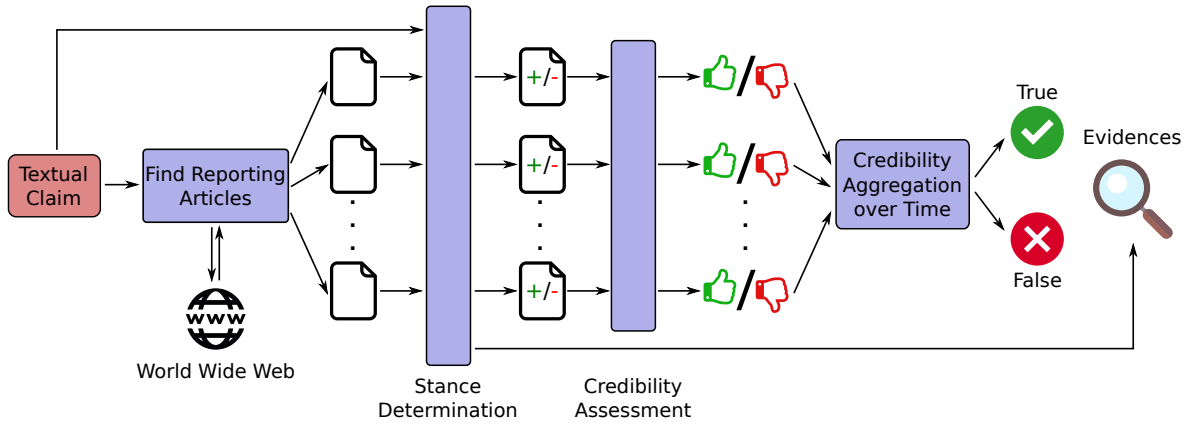 Textual
Claim
Find Reporting
Articles
www
World Wide Web
+/-
+/-
+/-
Stance
Determination
Credibility
Assessment
/
/
/
Credibility
Aggregation
over Time
True
False
Evidences